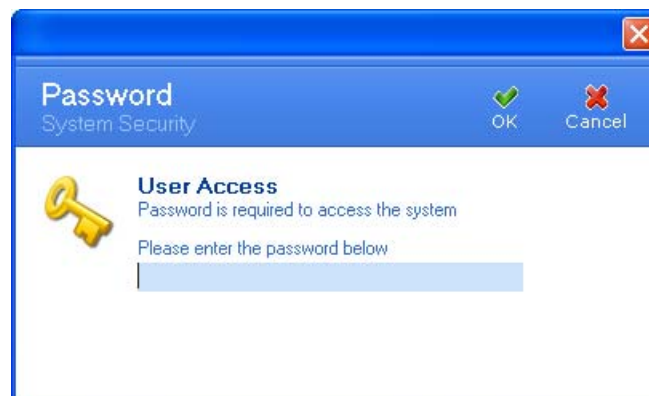 Password
System Security
OK
Cancel
User Access
Password is required to access the system
Please enter the password below